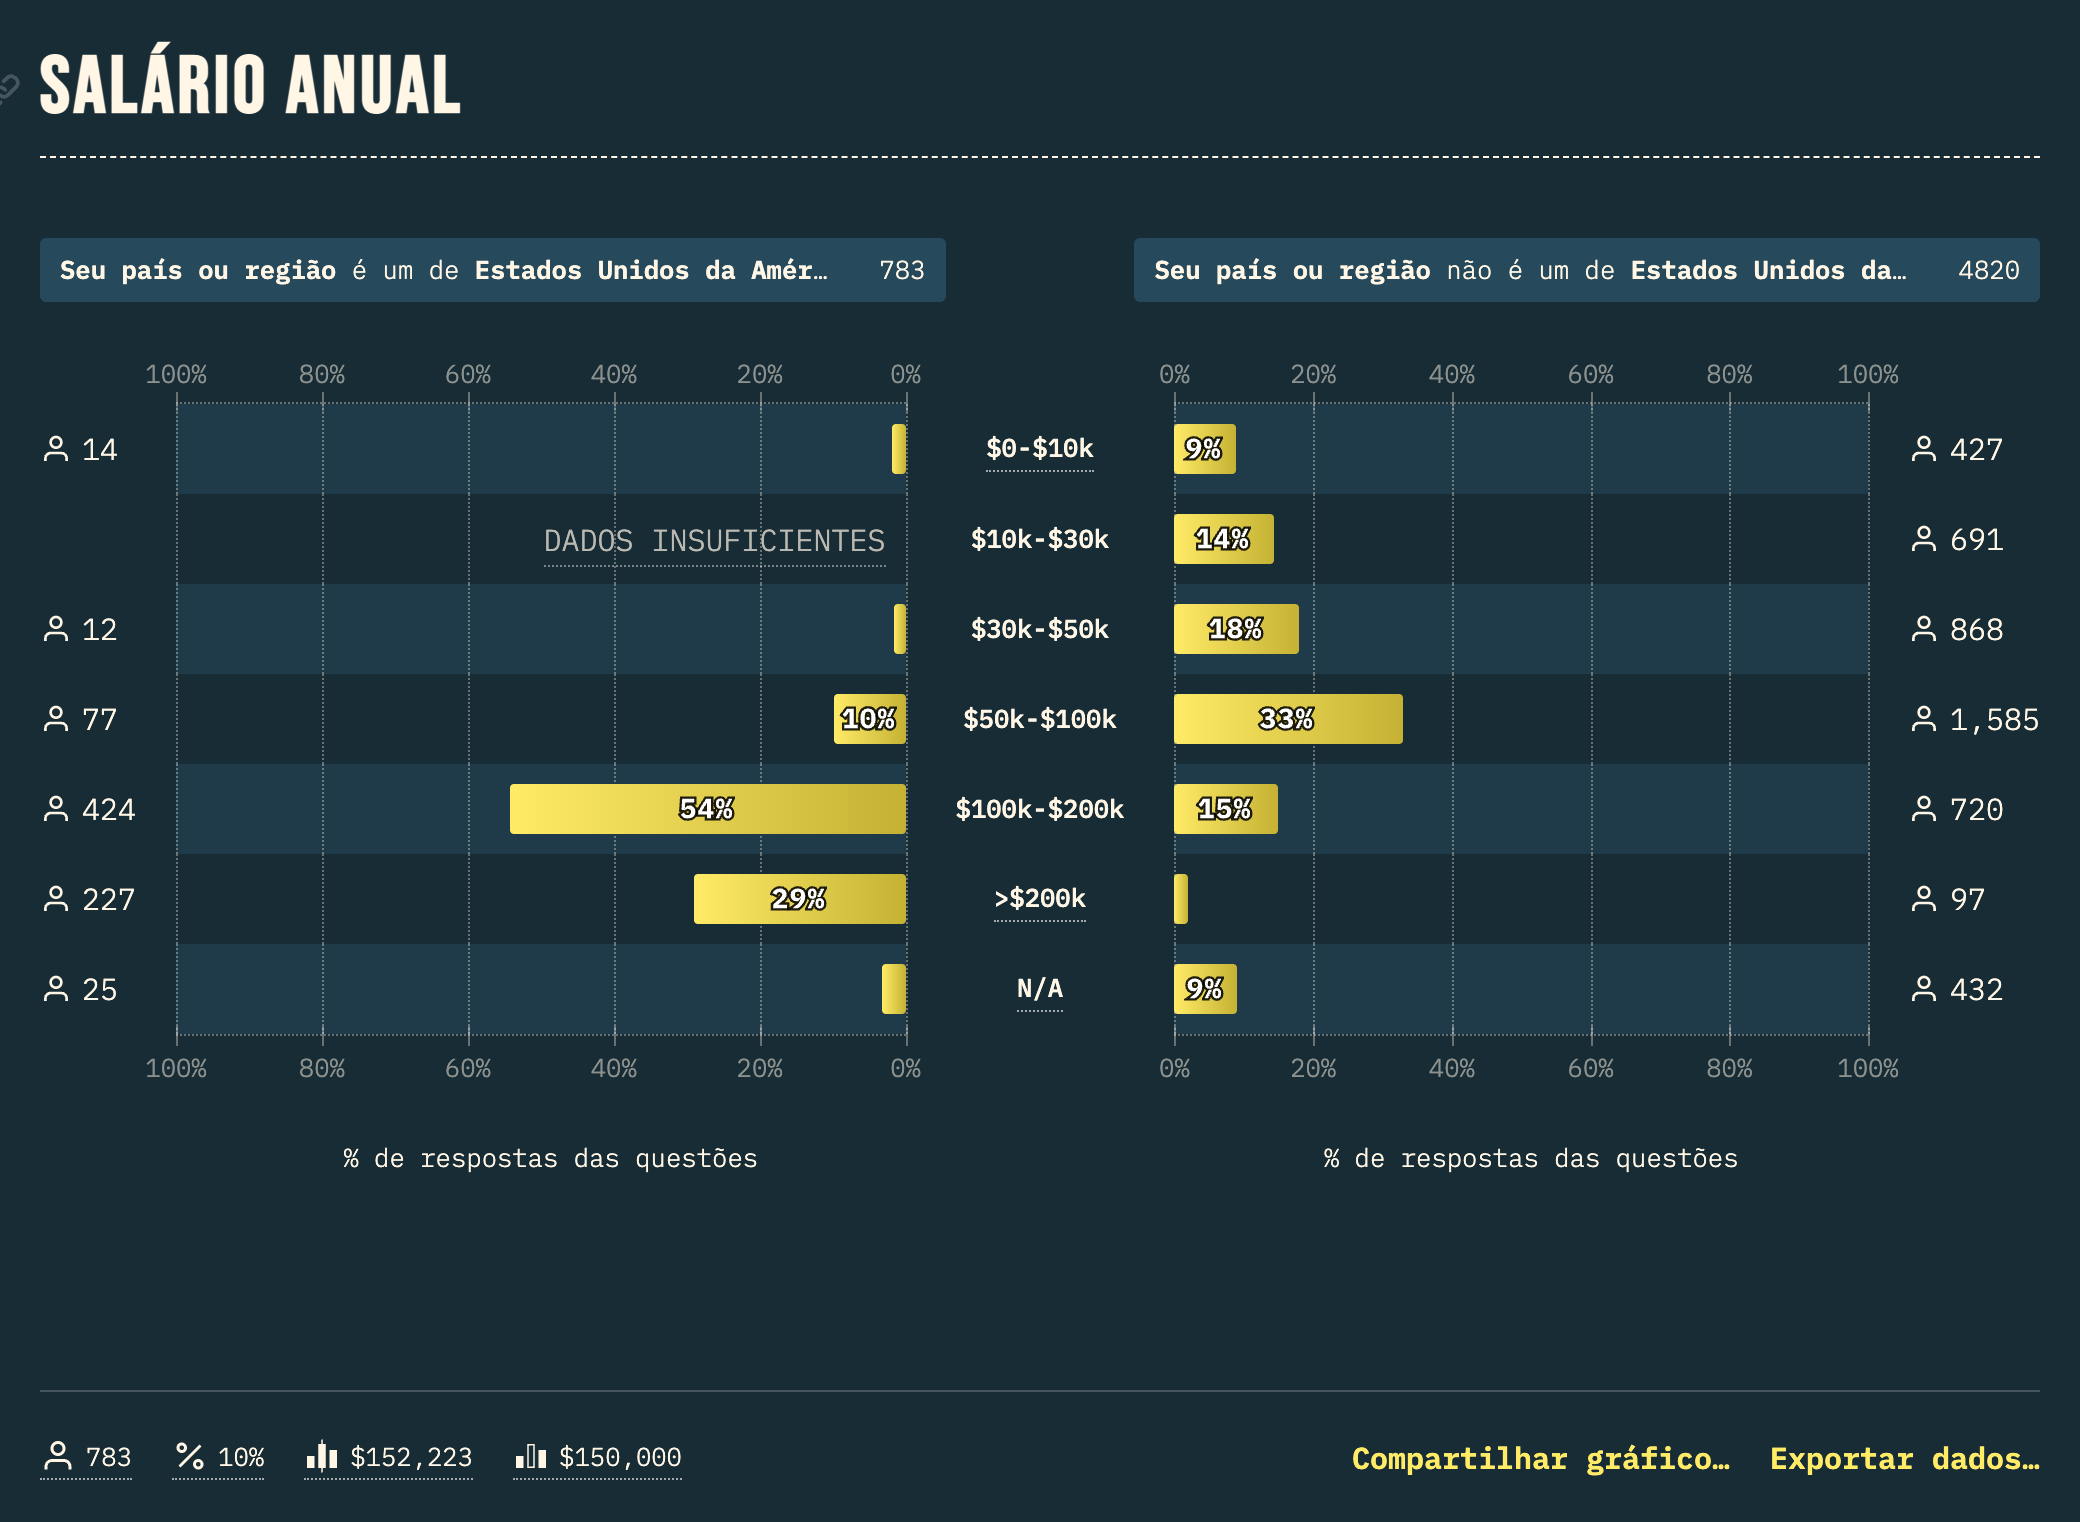 SALÁRIO ANUAL
Seu país ou região é um de Estados Unidos da Amér… 783
Seu país ou região não é um de Estados Unidos da… 4820
100% 80% 60% 40% 20% 0%
0% 20% 40% 60% 80% 100%
14 $0-$10k 9% 427
DADOS INSUFICIENTES $10k-$30k 14% 691
12 $30k-$50k 18% 868
77 10% $50k-$100k 33% 1,585
424 54% $100k-$200k 15% 720
227 29% >$200k 97
25 N/A 9% 432
100% 80% 60% 40% 20% 0%
0% 20% 40% 60% 80% 100%
% de respostas das questões
% de respostas das questões
783 10% $152,223 $150,000
Compartilhar gráfico… Exportar dados…